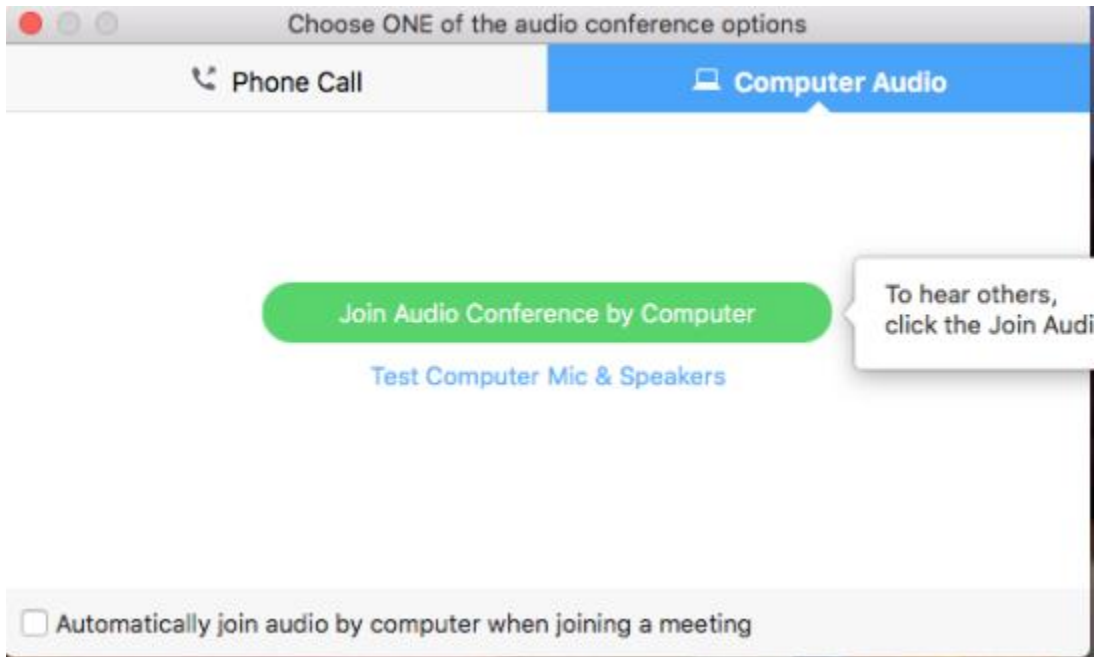 Choose ONE of the audio conference options
Phone Call
Computer Audio
Join Audio Conference by Computer
To hear others,
click the Join Audi
Test Computer Mic & Speakers
Automatically join audio by computer when joining a meeting